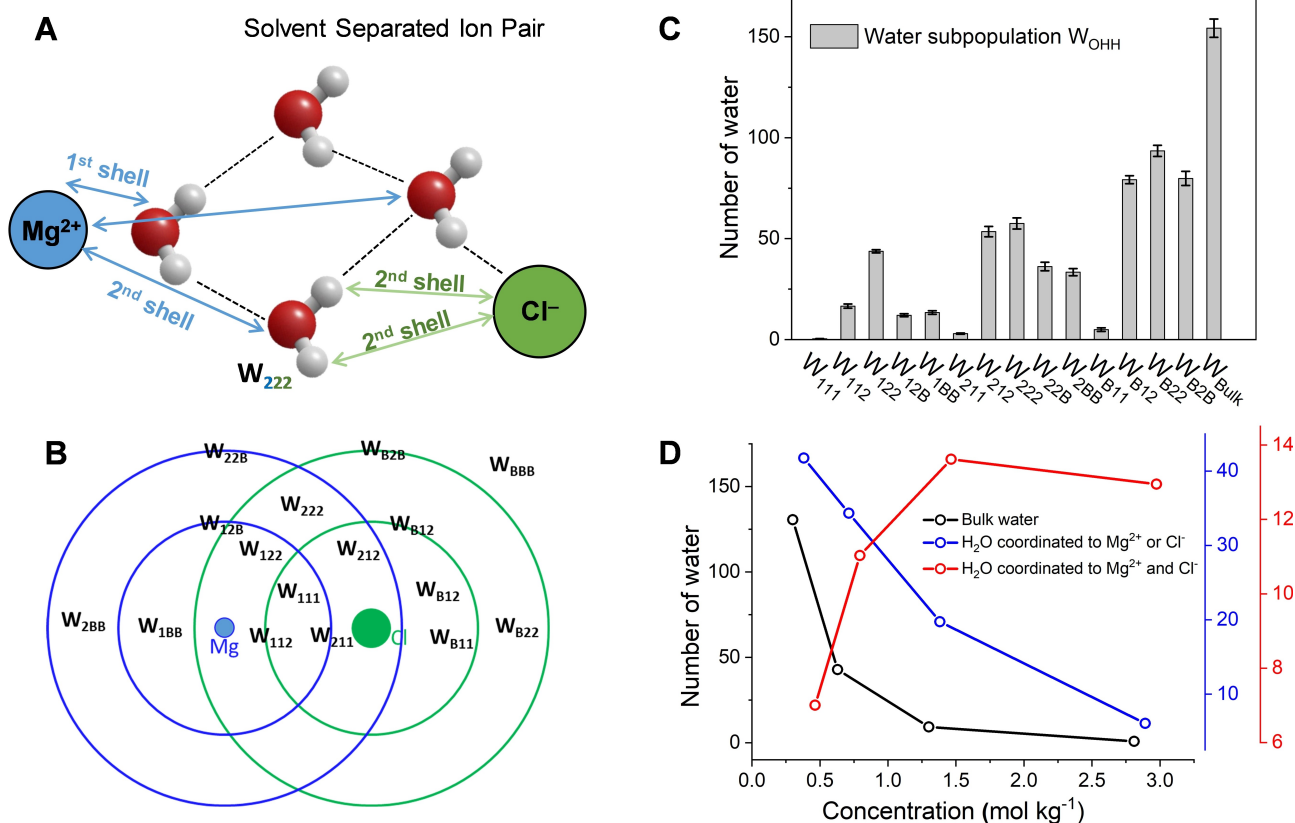 A
Solvent Separated Ion Pair
1st shell
Mg2+
2nd shell
2nd shell
2nd shell
Cl–
W222
B
W22B
WB2B
WBBB
W222
W12B
WB12
W122
W212
W111
WB12
W2BB
W1BB
Mg
W112
W211
Cl
WB11
WB22
C
Water subpopulation WOHH
Number of water
150
100
50
0
W111
W112
W122
W12B
W1BB
W211
W212
W222
W22B
W2BB
WB11
WB12
WB22
WB2B
WBulk
D
Number of water
150
100
50
0
Bulk water
H2O coordinated to Mg2+ or Cl-
H2O coordinated to Mg2+ and Cl-
40
30
20
10
14
12
10
8
6
0.0 0.5 1.0 1.5 2.0 2.5 3.0
Concentration (mol kg-1)